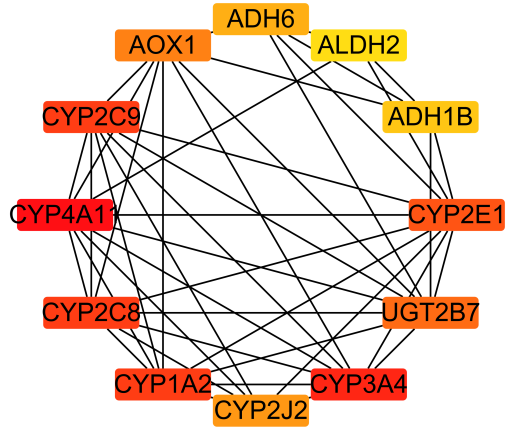 ADH6
AOX1
ALDH2
CYP2C9
ADH1B
CYP4A11
CYP2E1
CYP2C8
UGT2B7
CYP1A2
CYP3A4
CYP2J2